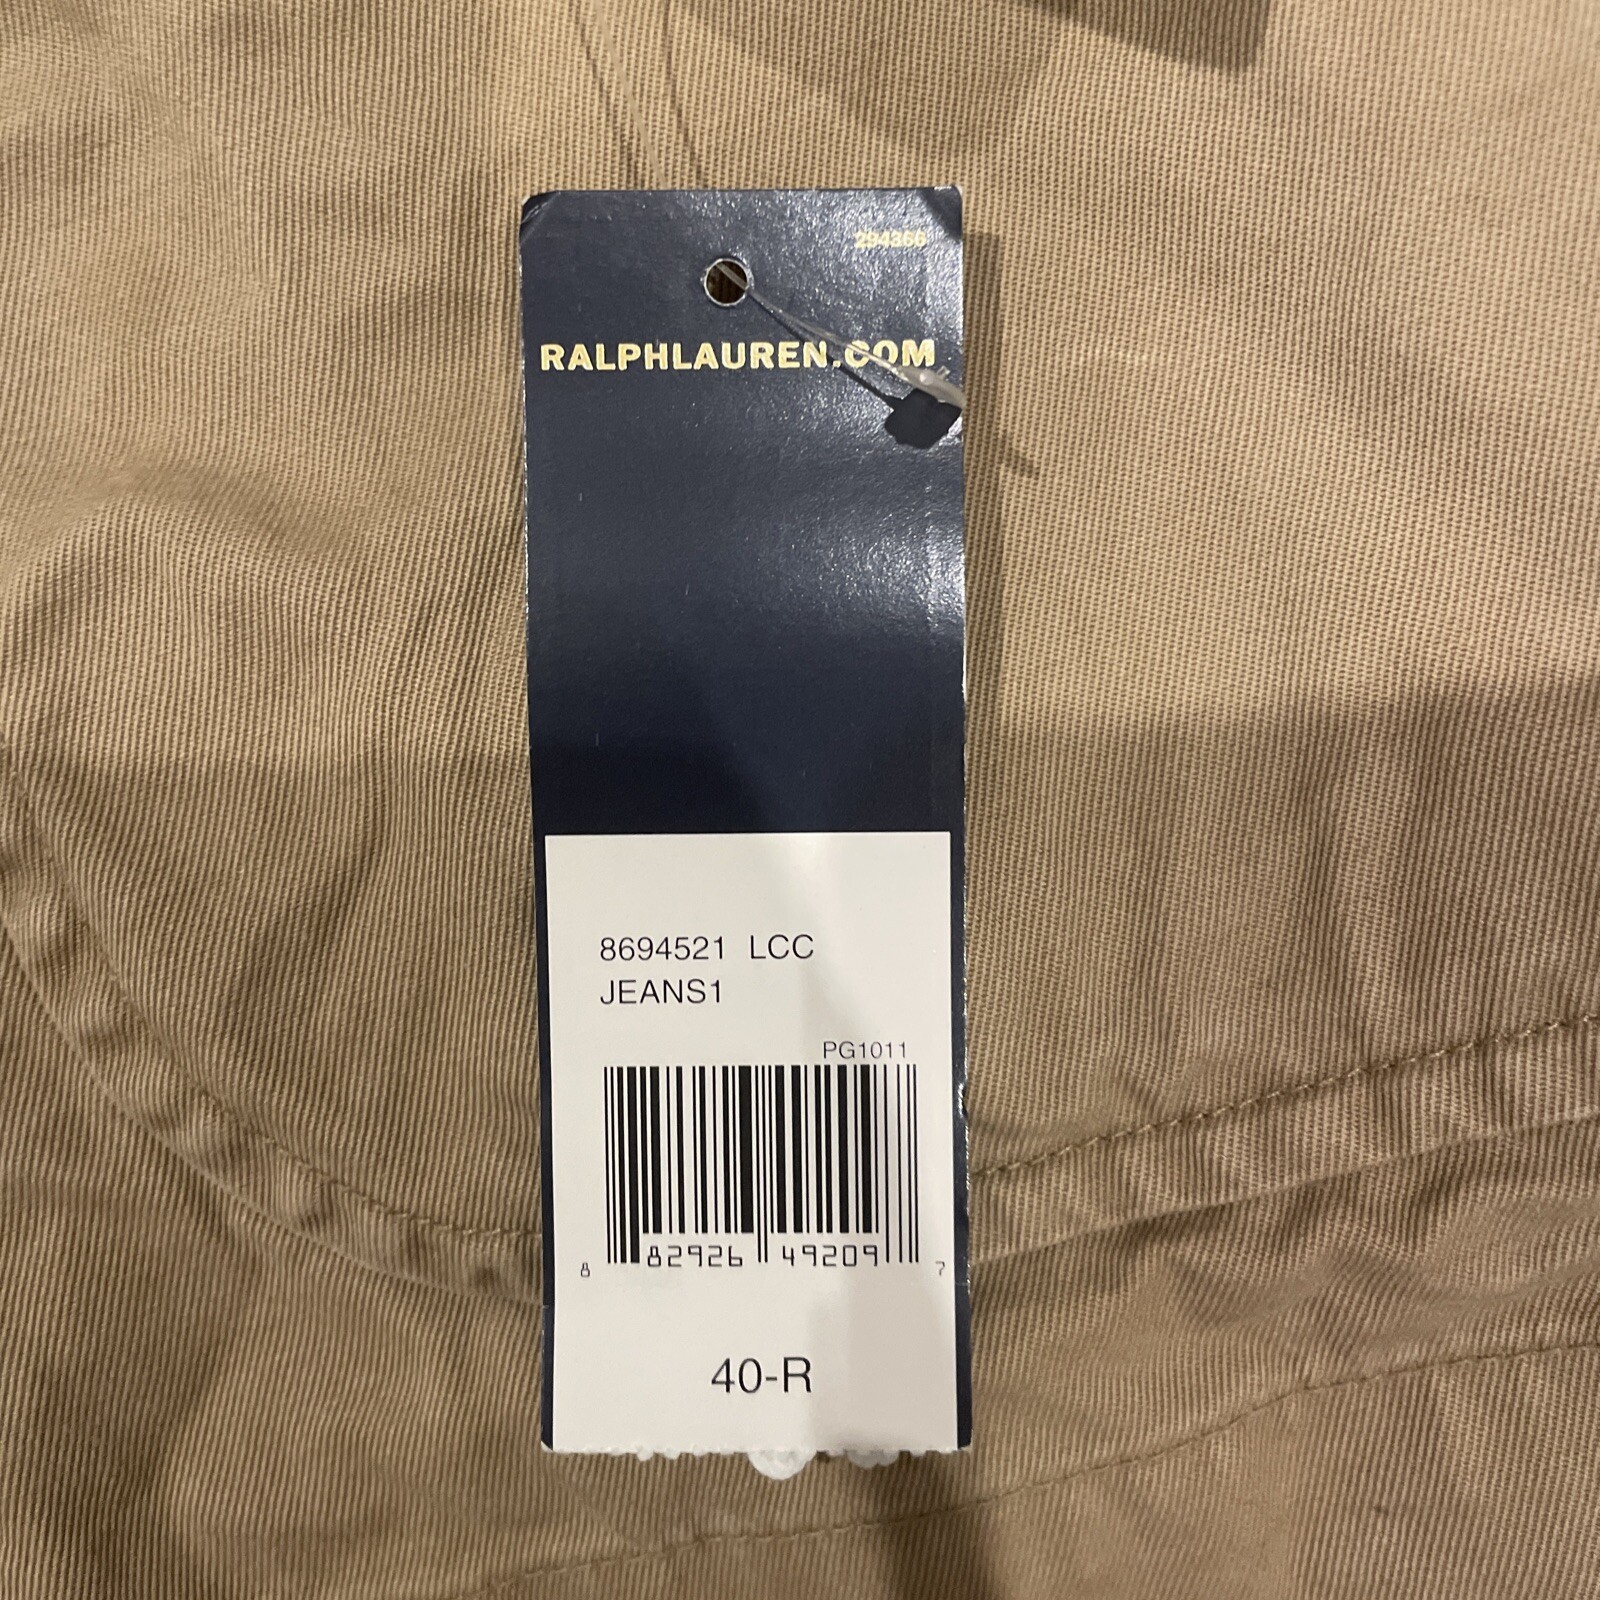 294366
RALPHLAUREN.COM
8694521 LCC
JEANS1
PG1011
8 82926 49209 7
40-R